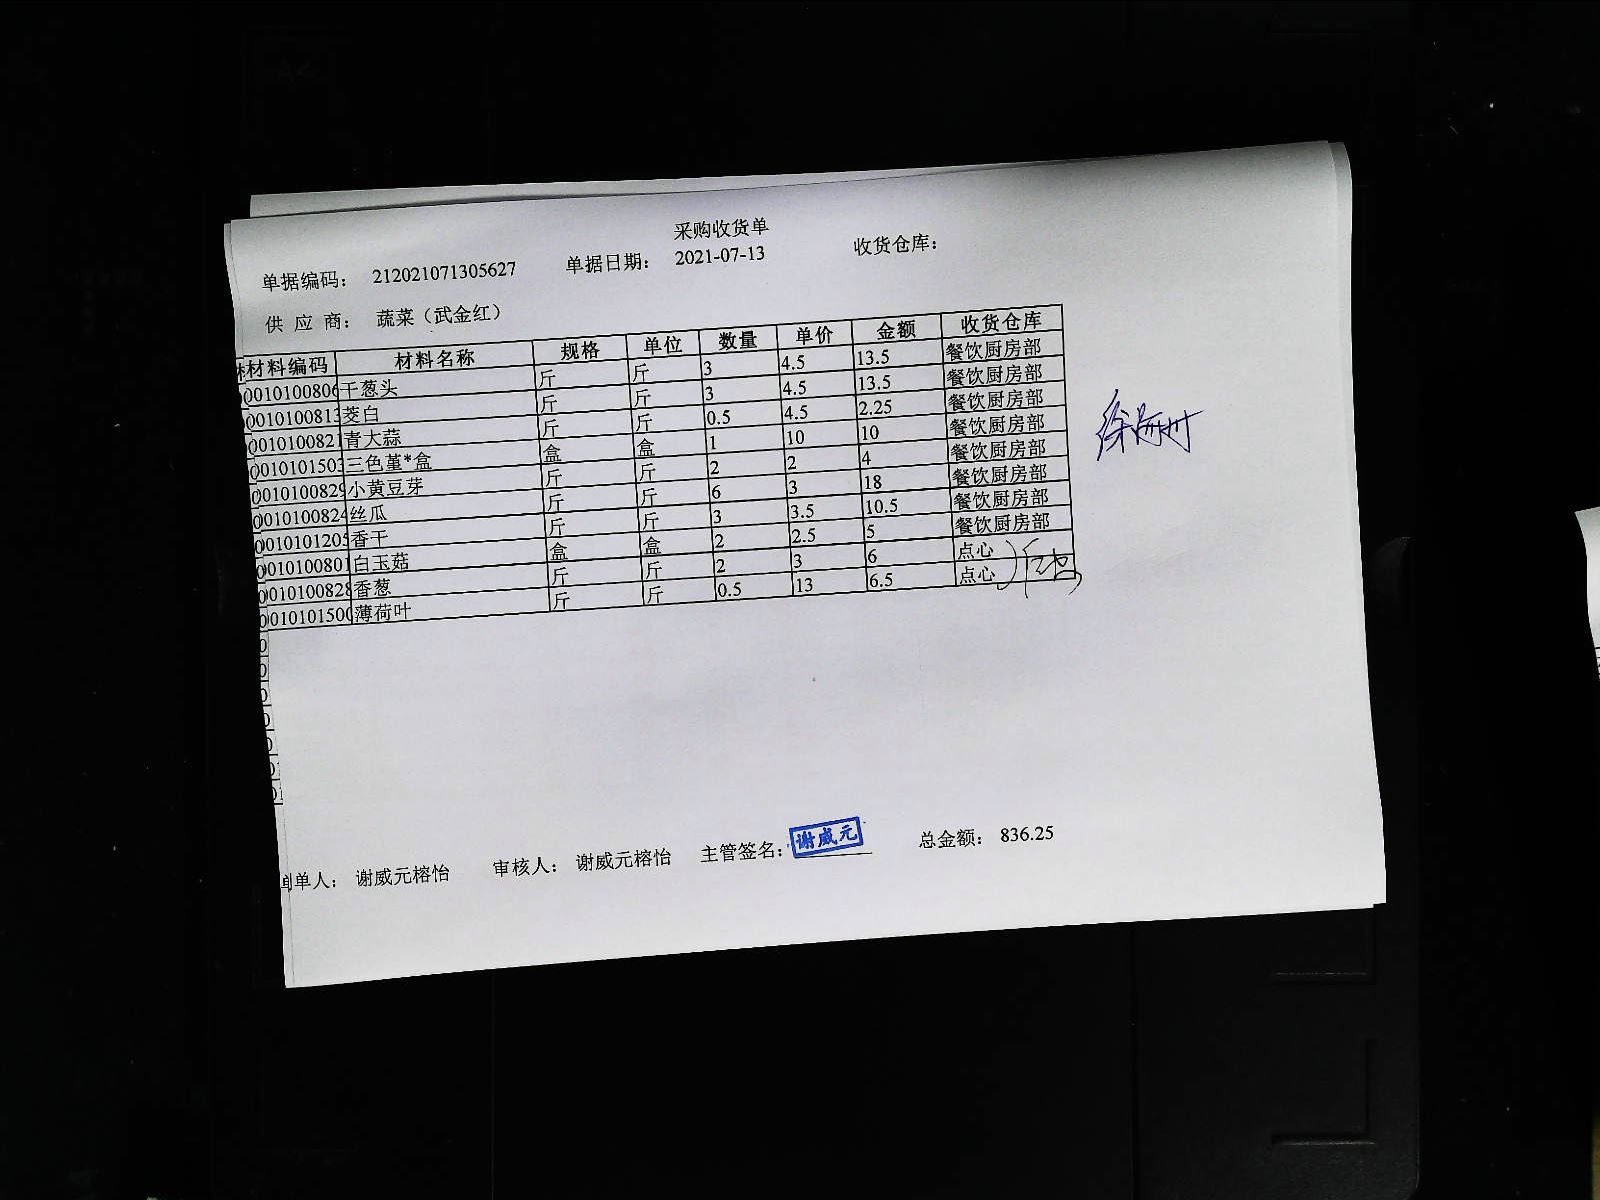 采购收货单
单据编码： 212021071305627 单据日期： 2021-07-13 收货仓库：
供 应 商： 蔬菜（武金红）
材料编码 材料名称 规格 单位 数量 单价 金额 收货仓库
0010100806 干葱头 斤 斤 3 4.5 13.5 餐饮厨房部
0010100813 茭白 斤 斤 3 4.5 13.5 餐饮厨房部
0010100821 青大蒜 斤 斤 0.5 4.5 2.25 餐饮厨房部
0010101503 三色堇*盒 盒 盒 1 10 10 餐饮厨房部
0010100829 小黄豆芽 斤 斤 2 2 4 餐饮厨房部
0010100824 丝瓜 斤 斤 6 3 18 餐饮厨房部
0010101205 香干 斤 斤 3 3.5 10.5 餐饮厨房部
0010100801 白玉菇 盒 盒 2 2.5 5 餐饮厨房部
0010100828 香葱 斤 斤 2 3 6 点心
0010101500 薄荷叶 斤 斤 0.5 13 6.5 点心
制单人： 谢威元榕怡 审核人： 谢威元榕怡 主管签名： 谢威元 总金额： 836.25